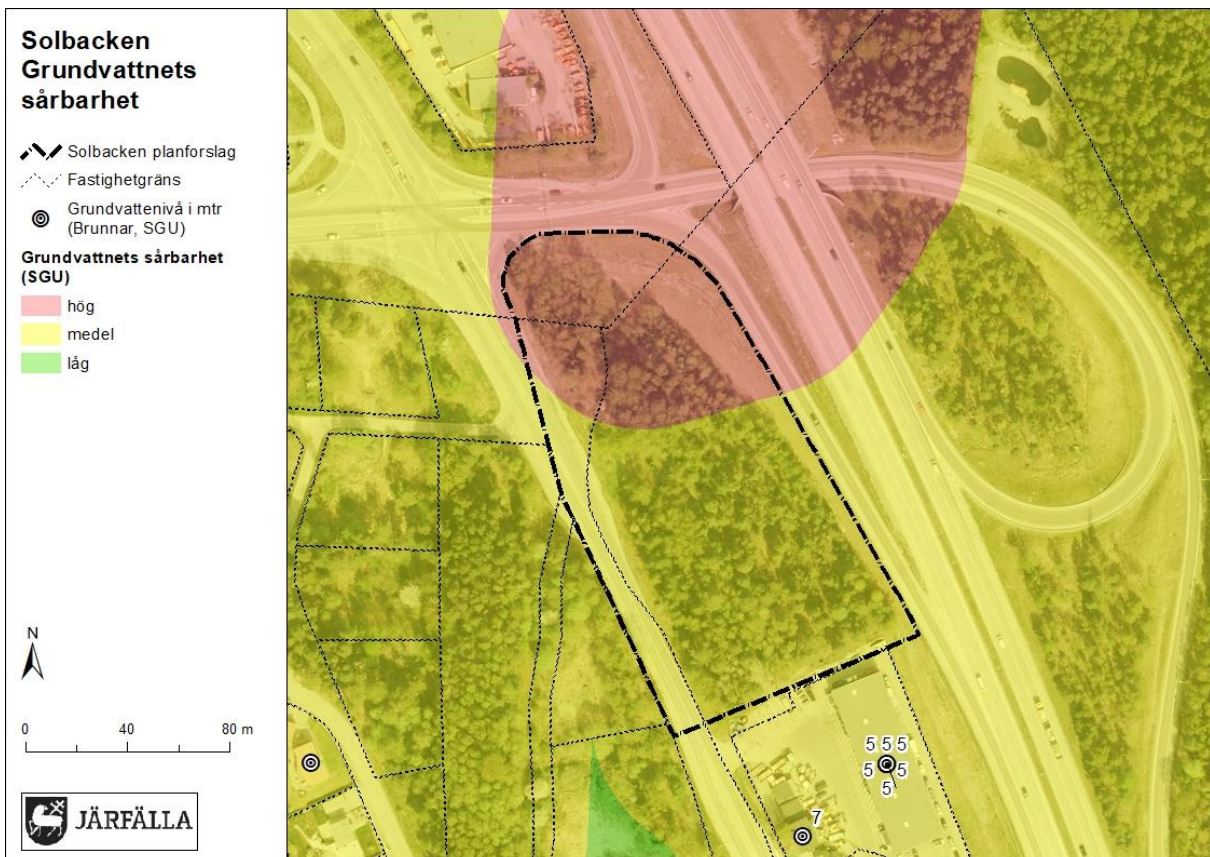 Solbacken
Grundvattnets
sårbarhet
Solbacken planforslag
Fastighetgräns
Grundvattenivå i mtr
(Brunnar, SGU)
Grundvattnets sårbarhet
(SGU)
hög
medel
låg
N
0 40 80 m
JÄRFÄLLA
5 5 5
5 5
5
7